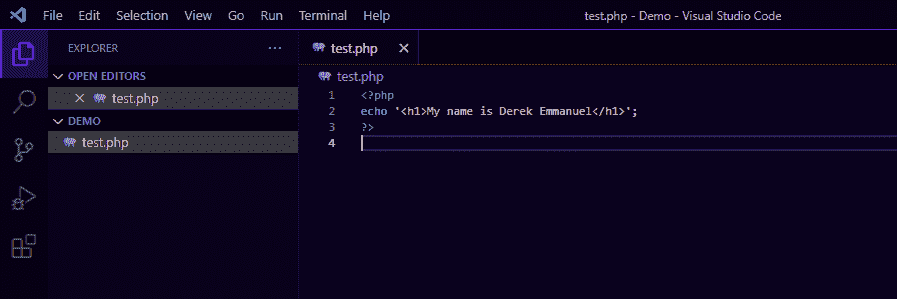 File Edit Selection View Go Run Terminal Help test.php - Demo - Visual Studio Code
EXPLORER ···
OPEN EDITORS
test.php
DEMO
test.php
test.php
test.php
1 <?php
2 echo '<h1>My name is Derek Emmanuel</h1>';
3 ?>
4